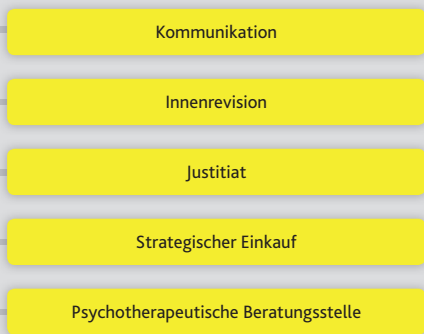 Kommunikation
Innenrevision
Justitiat
Strategischer Einkauf
Psychotherapeutische Beratungsstelle